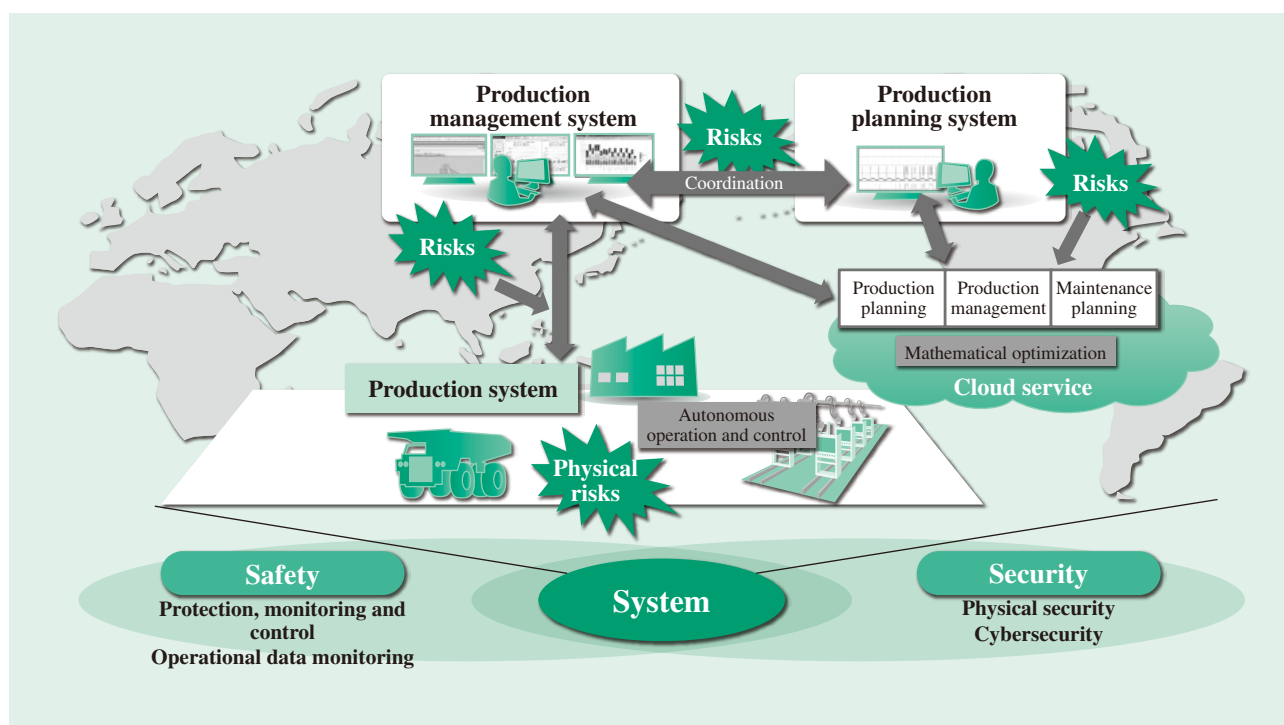 Production
management system
Risks
Production
planning system
Coordination
Risks
Risks
Production
planning
Production
management
Maintenance
planning
Mathematical optimization
Cloud service
Production system
Autonomous
operation and control
Physical
risks
Safety
Protection, monitoring and
control
Operational data monitoring
System
Security
Physical security
Cybersecurity